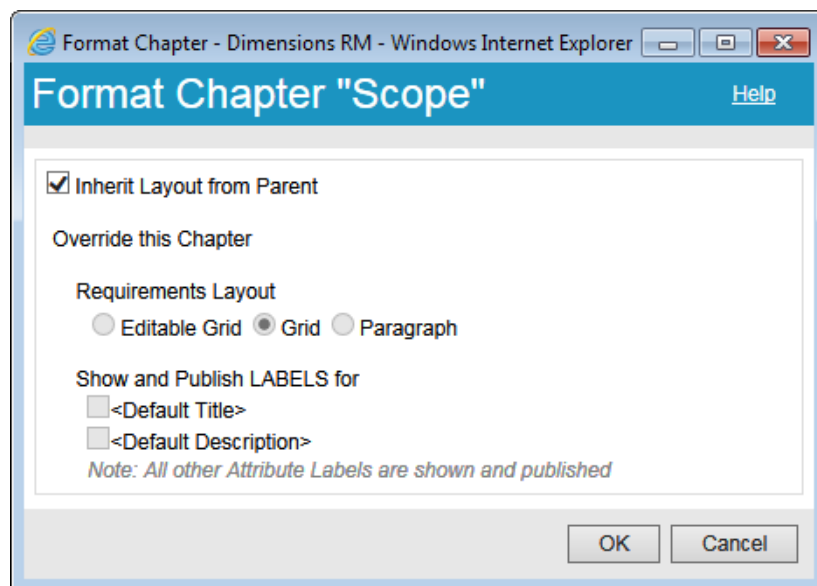 Format Chapter - Dimensions RM - Windows Internet Explorer
Format Chapter "Scope"
Help
Inherit Layout from Parent
Override this Chapter
Requirements Layout
Editable Grid Grid Paragraph
Show and Publish LABELS for
<Default Title>
<Default Description>
Note: All other Attribute Labels are shown and published
OK Cancel